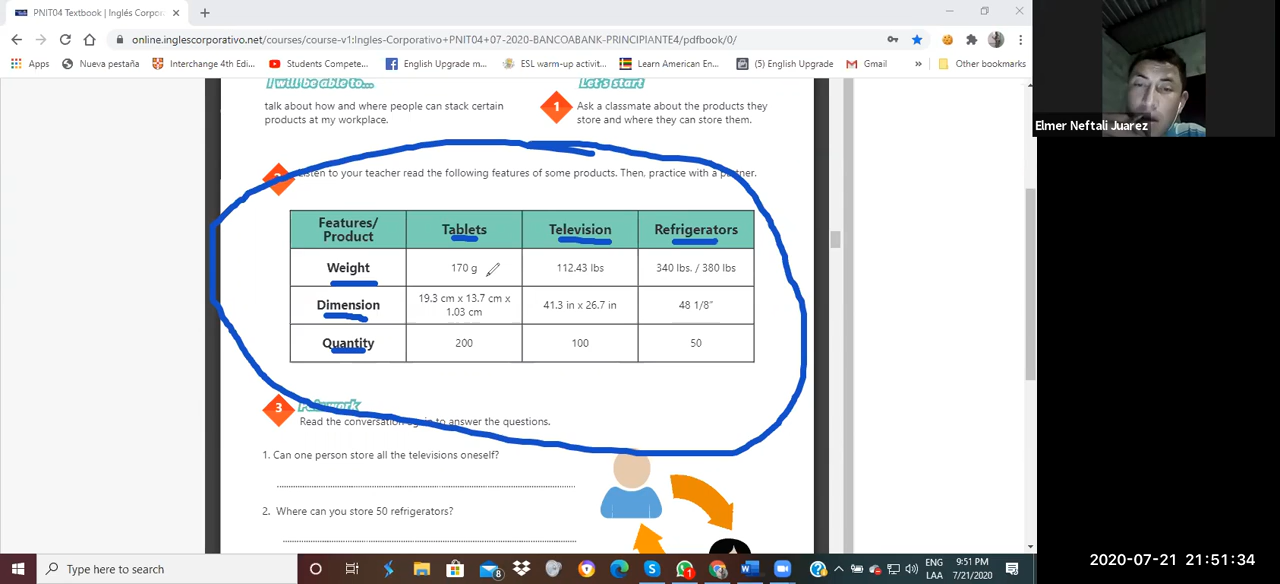 PNIT04 Textbook | Inglés Corporat
online.inglescorporativo.net/courses/course-v1:Ingles-Corporativo+PNIT04+07-2020-BANCOABANK-PRINCIPIANTE4/pdfbook/0/
Apps Nueva pestaña Interchange 4th Edi... Students Compete... English Upgrade m... ESL warm-up activit... Learn American En... (5) English Upgrade Gmail » Other bookmarks
I will be able to... Let's start
talk about how and where people can stack certain
products at my workplace.
1 Ask a classmate about the products they
store and where they can store them.
Listen to your teacher read the following features of some products. Then, practice with a partner.
Features/
Product Tablets Television Refrigerators
Weight 170 g 112.43 lbs 340 lbs. / 380 lbs
Dimension 19.3 cm x 13.7 cm x
1.03 cm 41.3 in x 26.7 in 48 1/8"
Quantity 200 100 50
3 Pairwork
Read the conversation again to answer the questions.
1. Can one person store all the televisions oneself?
2. Where can you store 50 refrigerators?
Elmer Neftali Juarez
Type here to search
8
1
ENG
LAA
9:51 PM
7/21/2020
2020-07-21 21:51:34